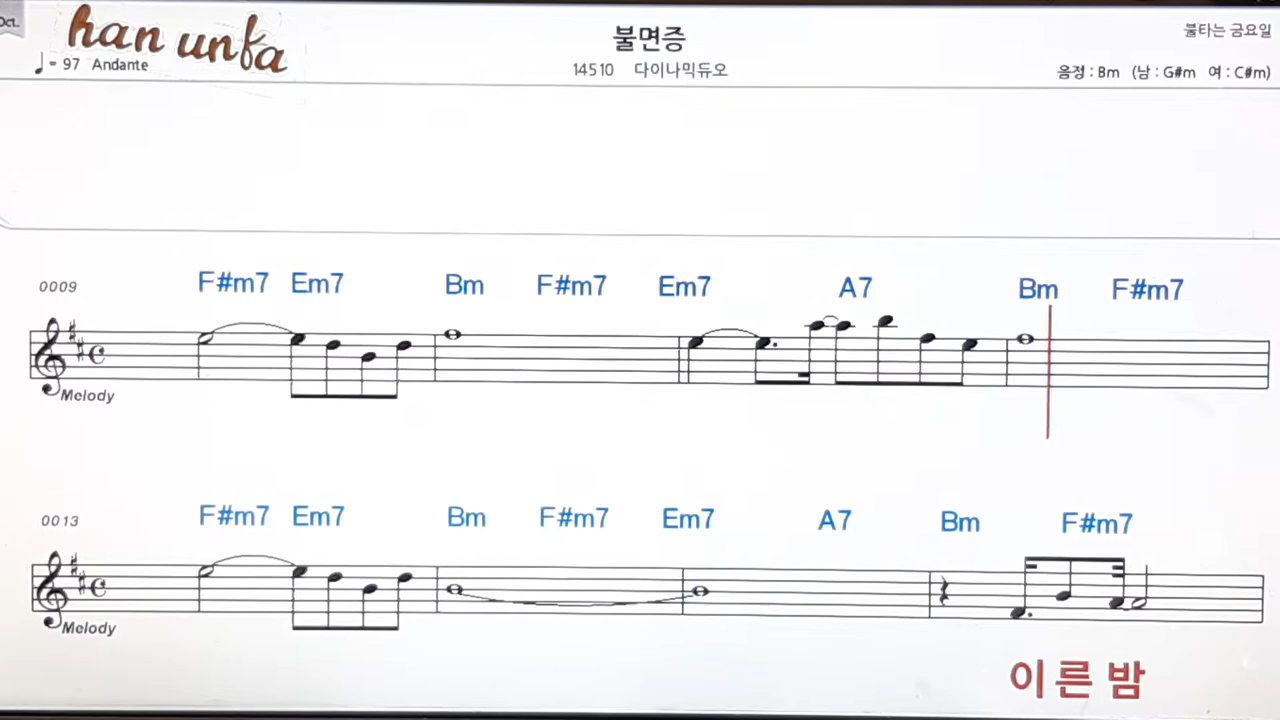 Oct.
han unfa
♩= 97 Andante
불면증
14510 다이나믹듀오
불타는 금요일
음정 : Bm (남 : G#m 여 : C#m)
0009
F#m7 Em7 Bm F#m7 Em7 A7 Bm F#m7
Melody
0013
F#m7 Em7 Bm F#m7 Em7 A7 Bm F#m7
Melody
이 른 밤